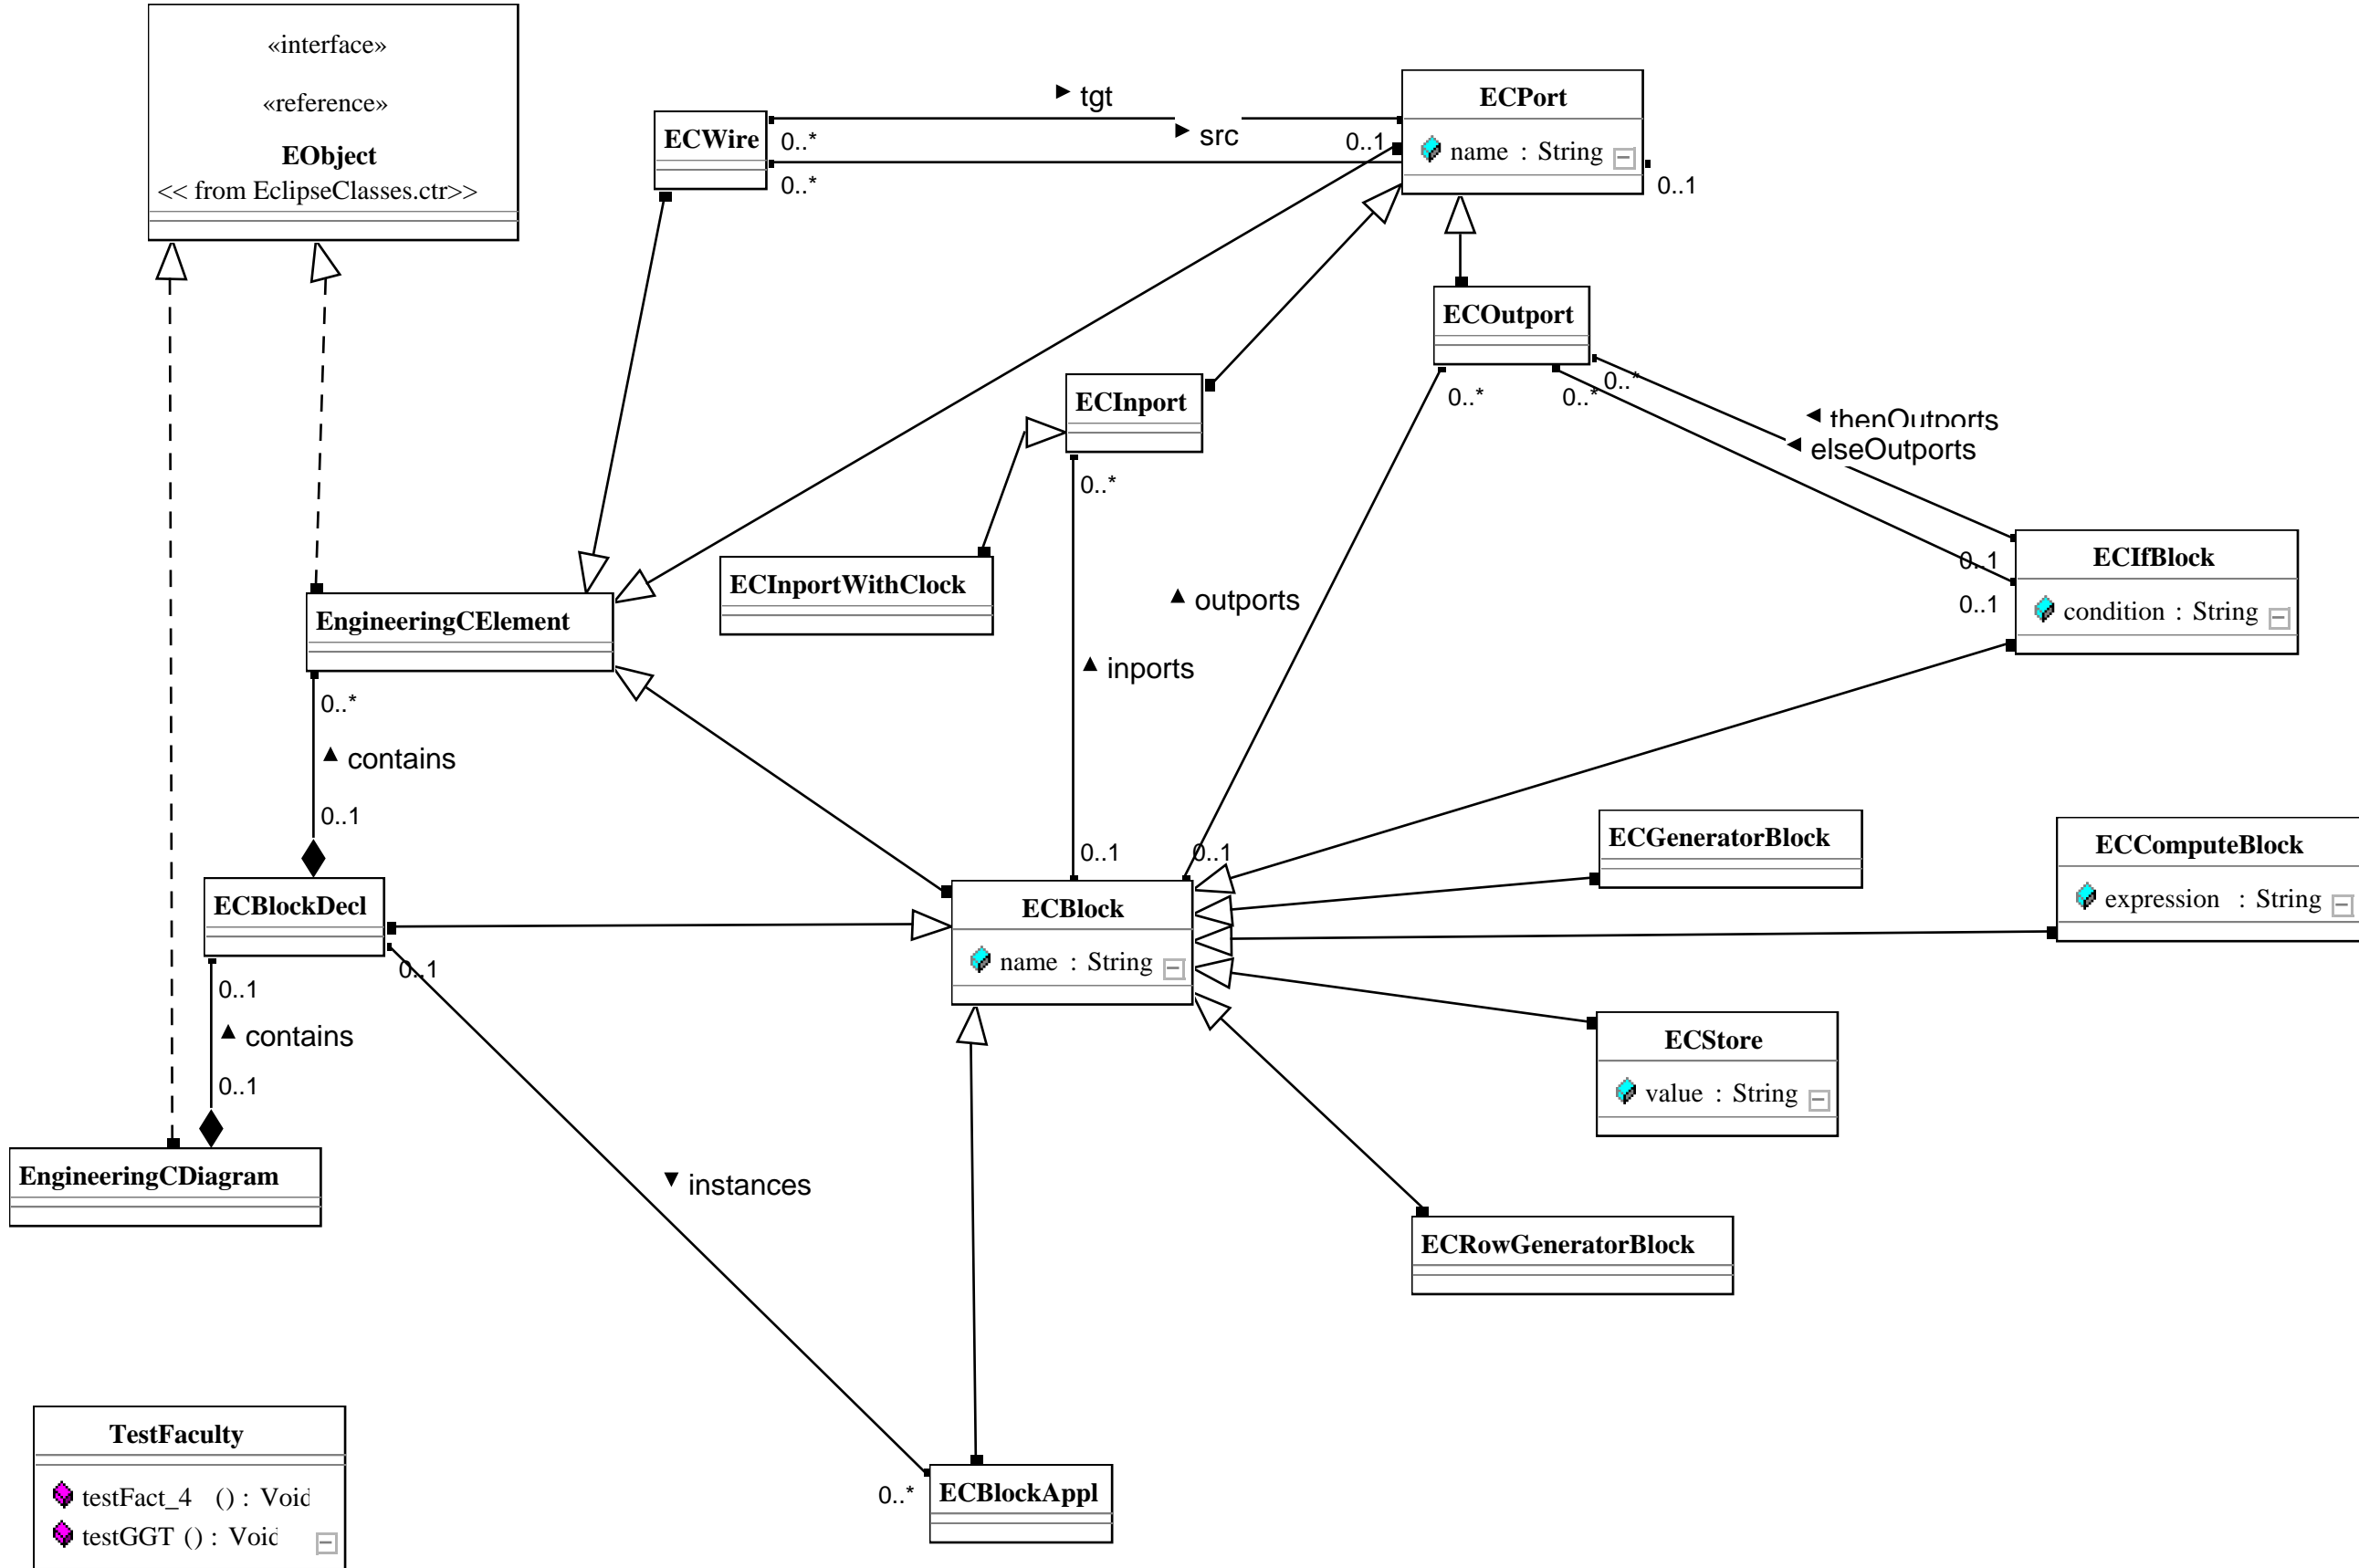 «interface»
«reference»
EObject
<< from EclipseClasses.ctr>>
ECWire
0..*
0..*
► tgt
► src
0..1
ECPort
name : String
0..1
ECOutport
0..*
0..*
0..*
◄ thenOutports
◄ elseOutports
ECInport
0..*
ECInportWithClock
0..1
0..1
ECIfBlock
condition : String
EngineeringCElement
0..*
▲ contains
0..1
▲ outports
▲ inports
0..1
0..1
ECBlockDecl
0..1
0..1
▲ contains
0..1
ECBlock
name : String
ECGeneratorBlock
ECComputeBlock
expression : String
ECStore
value : String
EngineeringCDiagram
▼ instances
ECRowGeneratorBlock
TestFaculty
testFact_4 () : Void
testGGT () : Void
0..*
ECBlockAppl